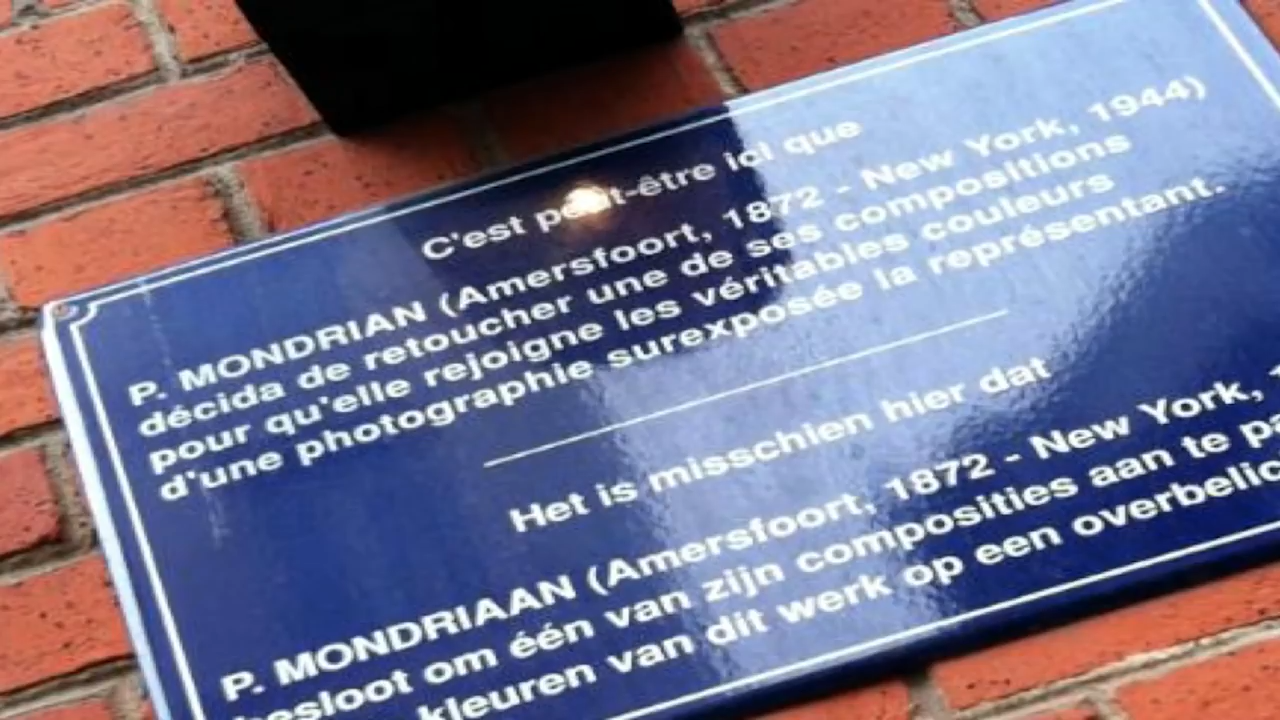 C'est peut-être ici que
P. MONDRIAN (Amersfoort, 1872 - New York, 1944)
décida de retoucher une de ses compositions
pour qu'elle rejoigne les véritables couleurs
d'une photographie surexposée la représentant.
Het is misschien hier dat
P. MONDRIAAN (Amersfoort, 1872 - New York,
besloot om één van zijn composities aan te
kleuren van dit werk op een